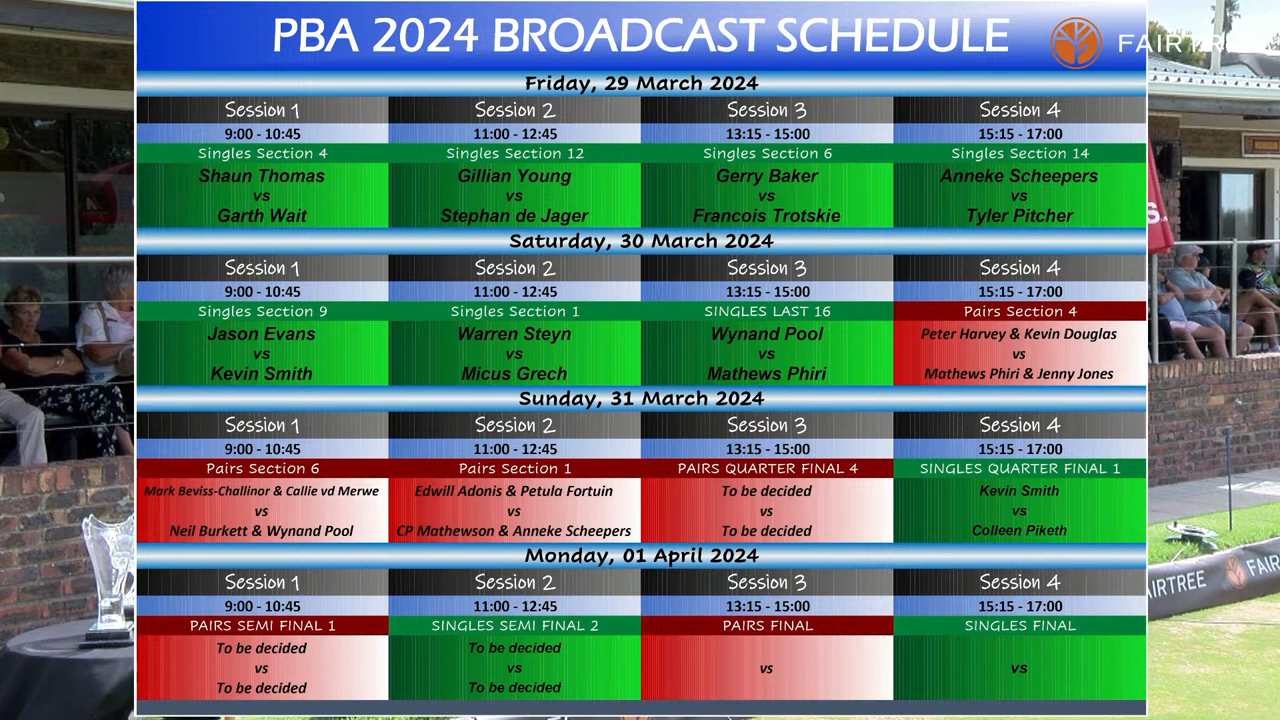 PBA 2024 BROADCAST SCHEDULE
FAIRTREE
Friday, 29 March 2024
Session 1 Session 2 Session 3 Session 4
9:00 - 10:45 11:00 - 12:45 13:15 - 15:00 15:15 - 17:00
Singles Section 4 Singles Section 12 Singles Section 6 Singles Section 14
Shaun Thomas Gillian Young Gerry Baker Anneke Scheepers
vs vs vs vs
Garth Wait Stephan de Jager Francois Trotskie Tyler Pitcher
Saturday, 30 March 2024
Session 1 Session 2 Session 3 Session 4
9:00 - 10:45 11:00 - 12:45 13:15 - 15:00 15:15 - 17:00
Singles Section 9 Singles Section 1 SINGLES LAST 16 Pairs Section 4
Jason Evans Warren Steyn Wynand Pool Peter Harvey & Kevin Douglas
vs vs vs vs
Kevin Smith Micus Grech Mathews Phiri Mathews Phiri & Jenny Jones
Sunday, 31 March 2024
Session 1 Session 2 Session 3 Session 4
9:00 - 10:45 11:00 - 12:45 13:15 - 15:00 15:15 - 17:00
Pairs Section 6 Pairs Section 1 PAIRS QUARTER FINAL 4 SINGLES QUARTER FINAL 1
Mark Beviss-Challinor & Callie vd Merwe Edwill Adonis & Petula Fortuin To be decided Kevin Smith
vs vs vs vs
Neil Burkett & Wynand Pool CP Mathewson & Anneke Scheepers To be decided Colleen Piketh
Monday, 01 April 2024
Session 1 Session 2 Session 3 Session 4
9:00 - 10:45 11:00 - 12:45 13:15 - 15:00 15:15 - 17:00
PAIRS SEMI FINAL 1 SINGLES SEMI FINAL 2 PAIRS FINAL SINGLES FINAL
To be decided To be decided
vs vs vs vs
To be decided To be decided
S.
AIRTREE FAIR